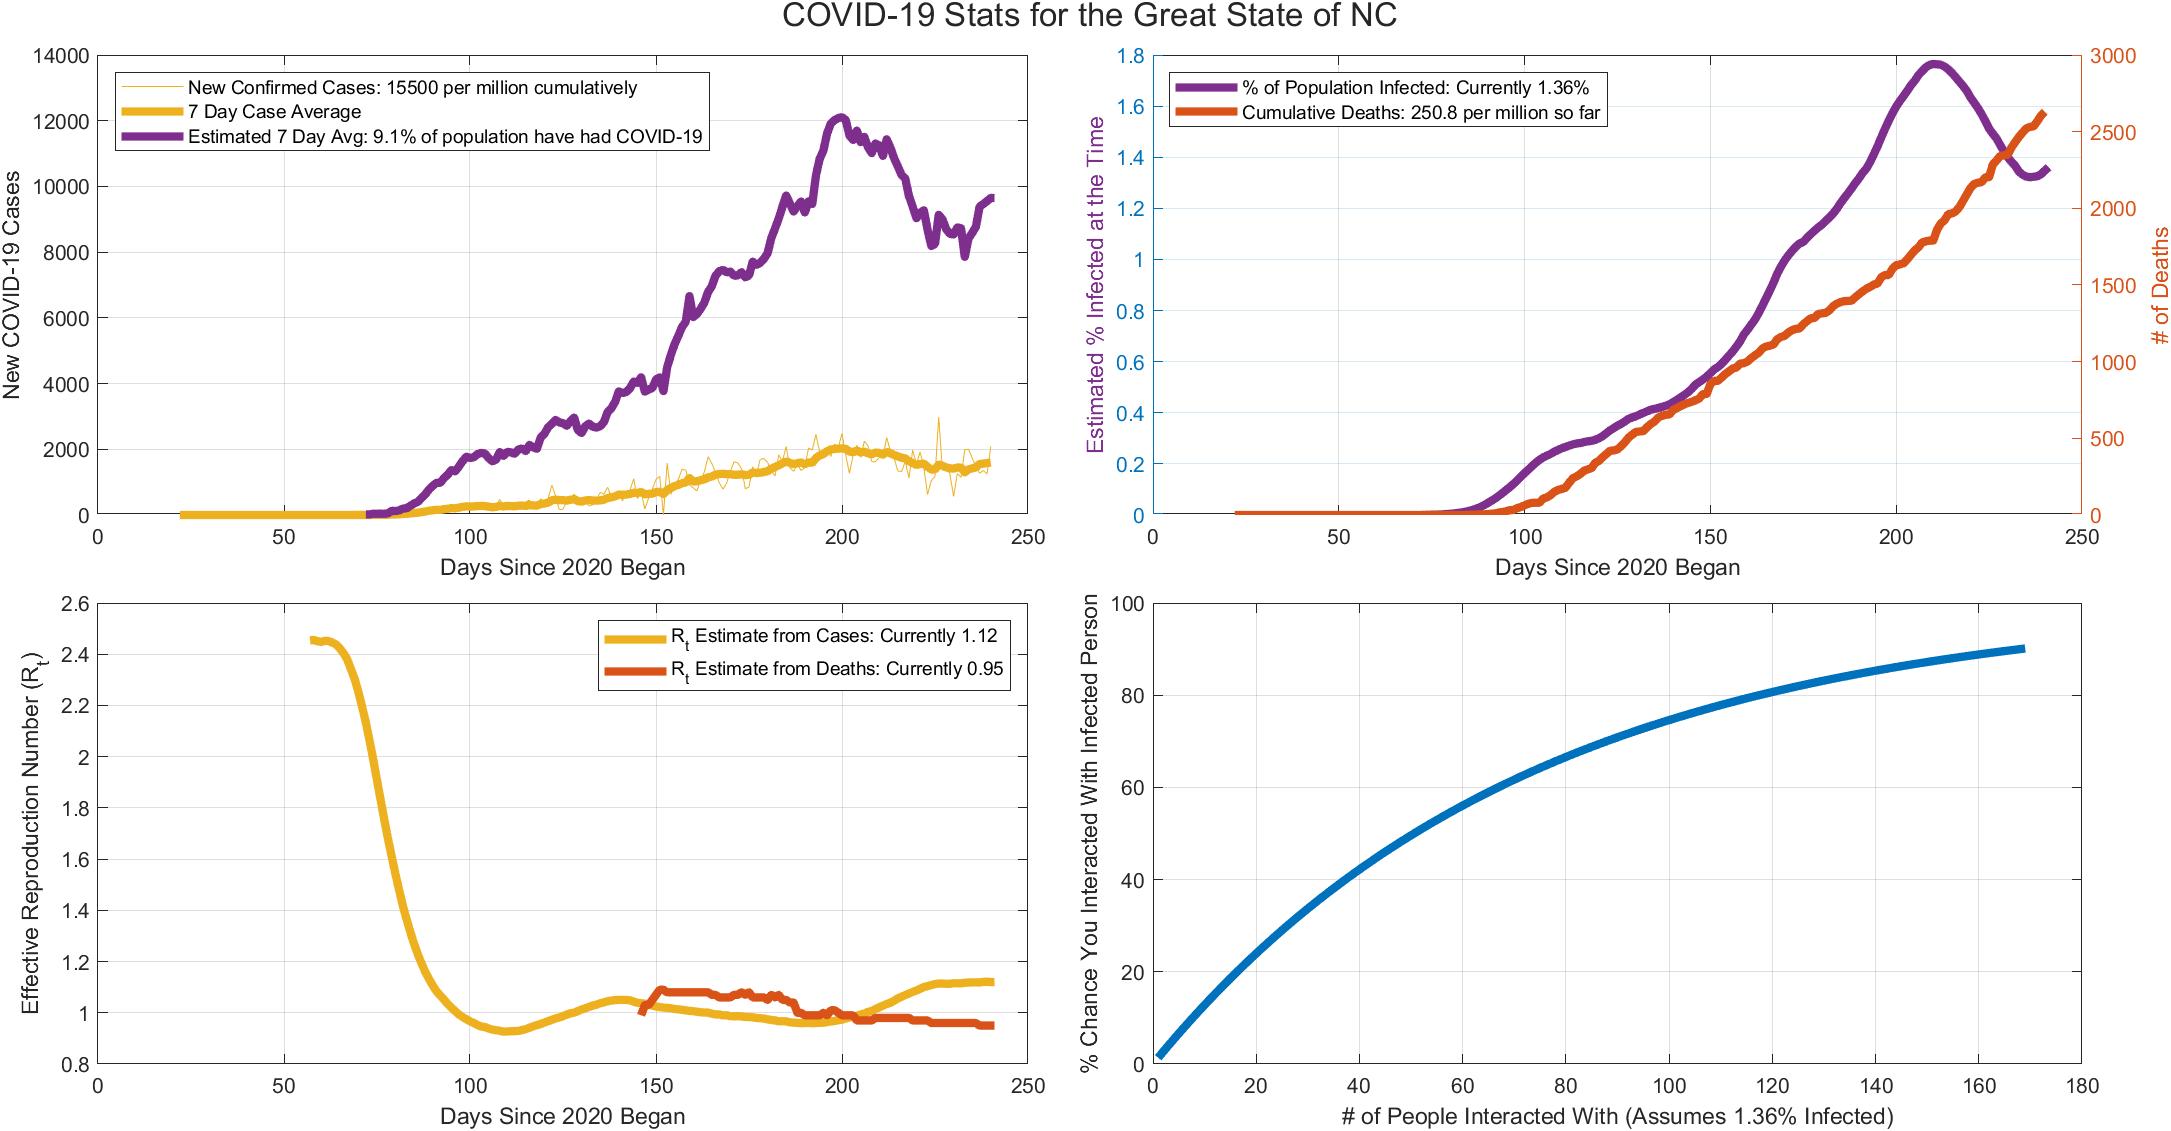 COVID-19 Stats for the Great State of NC
New COVID-19 Cases
14000
12000
10000
8000
6000
4000
2000
0
New Confirmed Cases: 15500 per million cumulatively
7 Day Case Average
Estimated 7 Day Avg: 9.1% of population have had COVID-19
0 50 100 150 200 250
Days Since 2020 Began
Estimated % Infected at the Time
1.8
1.6
1.4
1.2
1
0.8
0.6
0.4
0.2
0
% of Population Infected: Currently 1.36%
Cumulative Deaths: 250.8 per million so far
3000
2500
2000
1500
1000
500
0
# of Deaths
0 50 100 150 200 250
Days Since 2020 Began
Effective Reproduction Number (Rt)
2.6
2.4
2.2
2
1.8
1.6
1.4
1.2
1
0.8
Rt Estimate from Cases: Currently 1.12
Rt Estimate from Deaths: Currently 0.95
0 50 100 150 200 250
Days Since 2020 Began
% Chance You Interacted With Infected Person
100
80
60
40
20
0
0 20 40 60 80 100 120 140 160 180
# of People Interacted With (Assumes 1.36% Infected)